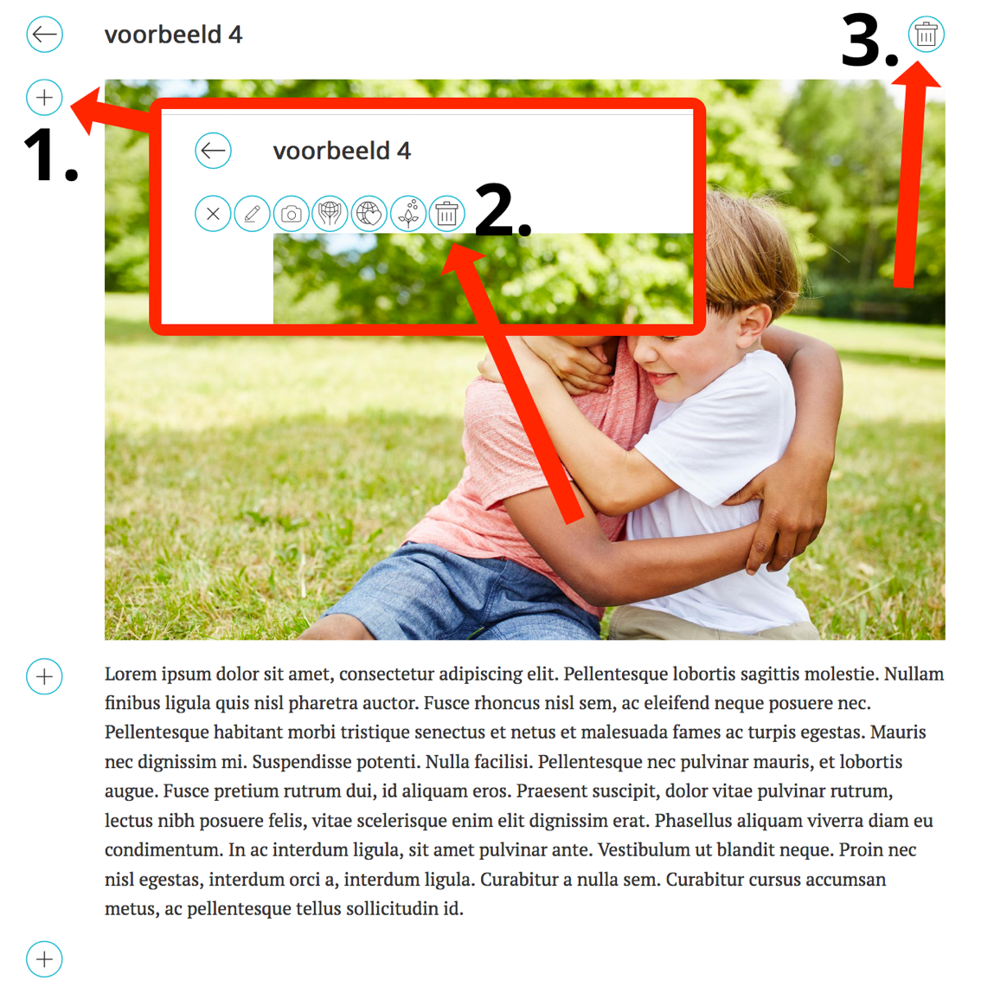 voorbeeld 4
3.
1.
voorbeeld 4
2.
Lorem ipsum dolor sit amet, consectetur adipiscing elit. Pellentesque lobortis sagittis molestie. Nullam
finibus ligula quis nisl pharetra auctor. Fusce rhoncus nisl sem, ac eleifend neque posuere nec.
Pellentesque habitant morbi tristique senectus et netus et malesuada fames ac turpis egestas. Mauris
nec dignissim mi. Suspendisse potenti. Nulla facilisi. Pellentesque nec pulvinar mauris, et lobortis
augue. Fusce pretium rutrum dui, id aliquam eros. Praesent suscipit, dolor vitae pulvinar rutrum,
lectus nibh posuere felis, vitae scelerisque enim elit dignissim erat. Phasellus aliquam viverra diam eu
condimentum. In ac interdum ligula, sit amet pulvinar ante. Vestibulum ut blandit neque. Proin nec
nisl egestas, interdum orci a, interdum ligula. Curabitur a nulla sem. Curabitur cursus accumsan
metus, ac pellentesque tellus sollicitudin id.